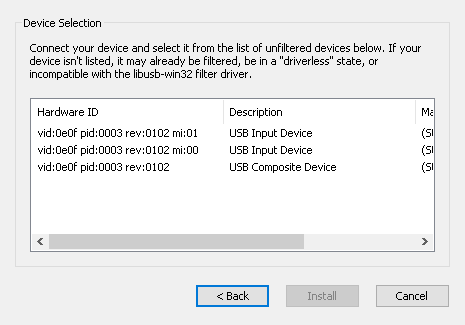 Device Selection
Connect your device and select it from the list of unfiltered devices below. If your
device isn't listed, it may already be filtered, be in a "driverless" state, or
incompatible with the libusb-win32 filter driver.
Hardware ID Description Ma
vid:0e0f pid:0003 rev:0102 mi:01 USB Input Device
vid:0e0f pid:0003 rev:0102 mi:00 USB Input Device
vid:0e0f pid:0003 rev:0102 USB Composite Device
< Back Install Cancel